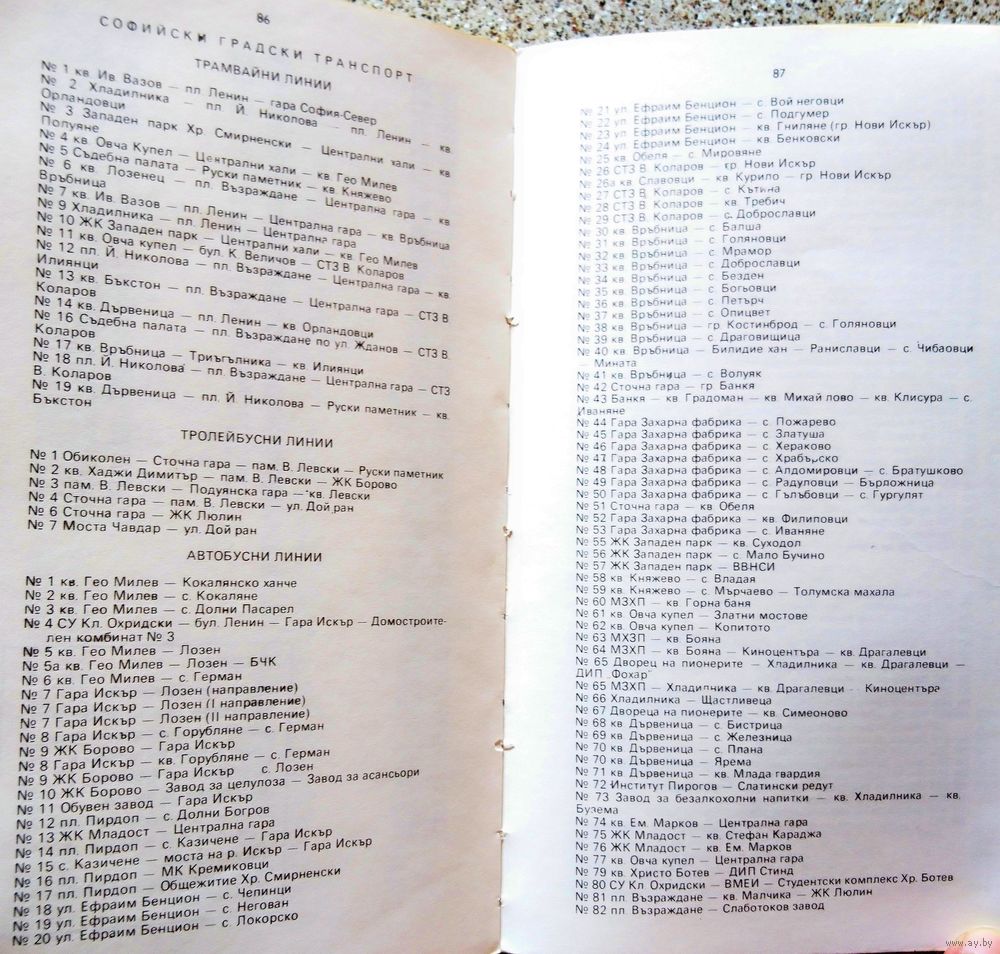 86
СОФИЙСКИ ГРАДСКИ ТРАНСПОРТ
ТРАМВАЙНИ ЛИНИИ
№ 1 кв. Ив Вазов — пл. Ленин — гара София-Север
№ 2 Хладилника — пл. Й. Николова — пл. Ленин — кв
Орландовци
№ 3 Западен парк Хр. Смирненски — Централни хали — кв
Полуяне
№ 4 кв. Овча Купел — Централни хали — кв. Гео Милев
№ 5 Съдебна палата — Руски паметник — кв. Княжево
№ 6 кв. Лозенец — пл. Възраждане — Централна гара — кв
Връбница
№ 7 кв. Ив. Вазов — пл. Ленин — Централна гара — кв Връбница
№ 9 Хладилника — пл. Ленин — Централна гара
№ 10 ЖК Западен парк — Централни хали — кв. Гео Милев
№ 11 кв. Овча купел — бул. К. Величов — СТЗ В Коларов
№ 12 пл. Й. Николова — пл. Възраждане — Централна гара — кв.
Илиянци
№ 13 кв. Бъкстон — пл. Възраждане — Централна гара — СТЗ В
Коларов
№ 14 кв. Дървеница — пл. Ленин — кв Орландовци
№ 16 Съдебна палата — пл. Възраждане по ул. Жданов — СТЗ В.
Коларов
№ 17 кв. Връбница — Триъгълника — кв Илиянци
№ 18 пл. Й. Николова — пл. Възраждане — Централна гара — СТЗ
В. Коларов
№ 19 кв. Дървеница — пл. Й. Николова — Руски паметник — кв.
Бъкстон
ТРОЛЕЙБУСНИ ЛИНИИ
№ 1 Обиколен — Сточна гара — пам. В. Левски — Руски паметник
№ 2 кв. Хаджи Димитър — пам. В. Левски — ЖК Борово
№ 3 пам. В. Левски — Подуянска гара — кв. Левски
№ 4 Сточна гара — пам. В. Левски — ул. Дойран
№ 6 Сточна гара — ЖК Люлин
№ 7 Моста Чавдар — ул. Дойран
АВТОБУСНИ ЛИНИИ
№ 1 кв. Гео Милев — Кокалянско ханче
№ 2 кв. Гео Милев — с. Кокаляне
№ 3 кв. Гео Милев — с. Долни Пасарел
№ 4 СУ Кл. Охридски — бул. Ленин — Гара Искър — Домостроите-
лен комбинат № 3
№ 5 кв. Гео Милев — Лозен
№ 5а кв. Гео Милев — Лозен — БЧК
№ 6 кв. Гео Милев — с. Герман
№ 7 Гара Искър — Лозен (направление)
№ 7 Гара Искър — Лозен (I направление)
№ 7 Гара Искър — Лозен (II направление)
№ 8 Гара Искър — с. Горубляне — с. Герман
№ 9 ЖК Борово — Гара Искър
№ 8 Гара Искър — кв. Горубляне — с. Герман
№ 9 ЖК Борово — Гара Искър с. Лозен
№ 10 ЖК Борово — Завод за целулоза — Завод за асансьори
№ 11 Обувен завод — Гара Искър
№ 12 пл. Пирдоп — с. Долни Богров
№ 13 ЖК Младост — Централна гара
№ 14 пл. Пирдоп — с. Казичене — Гара Искър
№ 15 с. Казичене — моста на р. Искър — Гара Искър
№ 16 пл. Пирдоп — МК Кремиковци
№ 17 пл. Пирдоп — Общежитие Хр. Смирненски
№ 18 ул. Ефраим Бенцион — с. Чепинци
№ 19 ул. Ефраим Бенцион — с. Негован
№ 20 ул. Ефраим Бенцион — с. Локорско
87
№ 21 ул. Ефраим Бенцион — с. Войнеговци
№ 22 ул. Ефраим Бенцион — с. Подгумер
№ 23 ул. Ефраим Бенцион — кв. Гниляне (гр. Нови Искър)
№ 24 ул. Ефраим Бенцион — кв. Бенковски
№ 25 кв. Обеля — с. Мировяне
№ 26 СТЗ В. Коларов — гр. Нови Искър
№ 26а кв. Славовци — кв Курило — гр. Нови Искър
№ 27 СТЗ В. Коларов — с. Кътина
№ 28 СТЗ В. Коларов — кв. Требич
№ 29 СТЗ В. Коларов — с. Доброславци
№ 30 кв. Връбница — с. Балша
№ 31 кв. Връбница — с. Голяновци
№ 32 кв. Връбница — с. Мрамор
№ 33 кв. Връбница — с. Доброславци
№ 34 кв. Връбница — с. Безден
№ 35 кв. Връбница — с. Богьовци
№ 36 кв. Връбница — с. Петърч
№ 37 кв. Връбница — с. Опицвет
№ 38 кв. Връбница — гр. Костинброд — с. Голяновци
№ 39 кв. Връбница — с. Драговищица
№ 40 кв. Връбница — Билидие хан — Раниславци — с. Чибаовци
— Мината
№ 41 кв. Връбница — с. Волуяк
№ 42 Сточна гара — гр. Банкя
№ 43 Банкя — кв. Градоман — кв. Михайлово — кв. Клисура — с.
Иваняне
№ 44 Гара Захарна фабрика — с. Пожарево
№ 45 Гара Захарна фабрика — с. Златуша
№ 46 Гара Захарна фабрика — с. Хераково
№ 47 Гара Захарна фабрика — с. Храбърско
№ 48 Гара Захарна фабрика — с. Алдомировци — с. Братушково
№ 49 Гара Захарна фабрика — с. Радуловци — Бърложница
№ 50 Гара Захарна фабрика — с. Гълъбовци — с. Гургулят
№ 51 Сточна гара — кв Обеля
№ 52 Гара Захарна фабрика — кв. Филиповци
№ 53 Гара Захарна фабрика — с. Иваняне
№ 55 ЖК Западен парк — кв. Суходол
№ 56 ЖК Западен парк — с. Мало Бучино
№ 57 ЖК Западен парк — ВВНСИ
№ 58 кв. Княжево — с. Владая
№ 59 кв. Княжево — с. Мърчаево — Толумска махала
№ 60 МЗХП — кв. Горна баня
№ 61 кв. Овча купел — Златни мостове
№ 62 кв. Овча купел — Копитото
№ 63 МХЗП — кв. Бояна
№ 64 МЗХП — кв. Бояна — Киноцентъра — кв. Драгалевци
№ 65 Дворец на пионерите — Хладилника — кв. Драгалевци —
ДИП „Фохар"
№ 65 МЗХП — Хладилника — кв. Драгалевци — Киноцентъра
№ 66 Хладилника — Щастливеца
№ 67 Двореца на пионерите — кв. Симеоново
№ 68 кв. Дървеница — с. Бистрица
№ 69 кв. Дървеница — с. Железница
№ 70 кв. Дървеница — с. Плана
№ 70 кв. Дървеница — Ярема
№ 71 кв. Дървеница — кв. Млада гвардия
№ 72 Институт Пирогов — Слатински редут
№ 73 Завод за безалкохолни напитки — кв. Хладилника — кв.
Бузема
№ 74 кв. Ем. Марков — Централна гара
№ 75 ЖК Младост — кв. Стефан Караджа
№ 76 ЖК Младост — кв. Ем. Марков
№ 77 кв. Овча купел — Централна гара
№ 79 кв. Христо Ботев — ДИП Стинд
№ 80 СУ Кл. Охридски — ВМЕИ — Студентски комплекс Хр. Ботев
№ 81 пл. Възраждане — кв. Малчика — ЖК Люлин
№ 82 пл. Възраждане — Слаботоков завод
www.ay.by